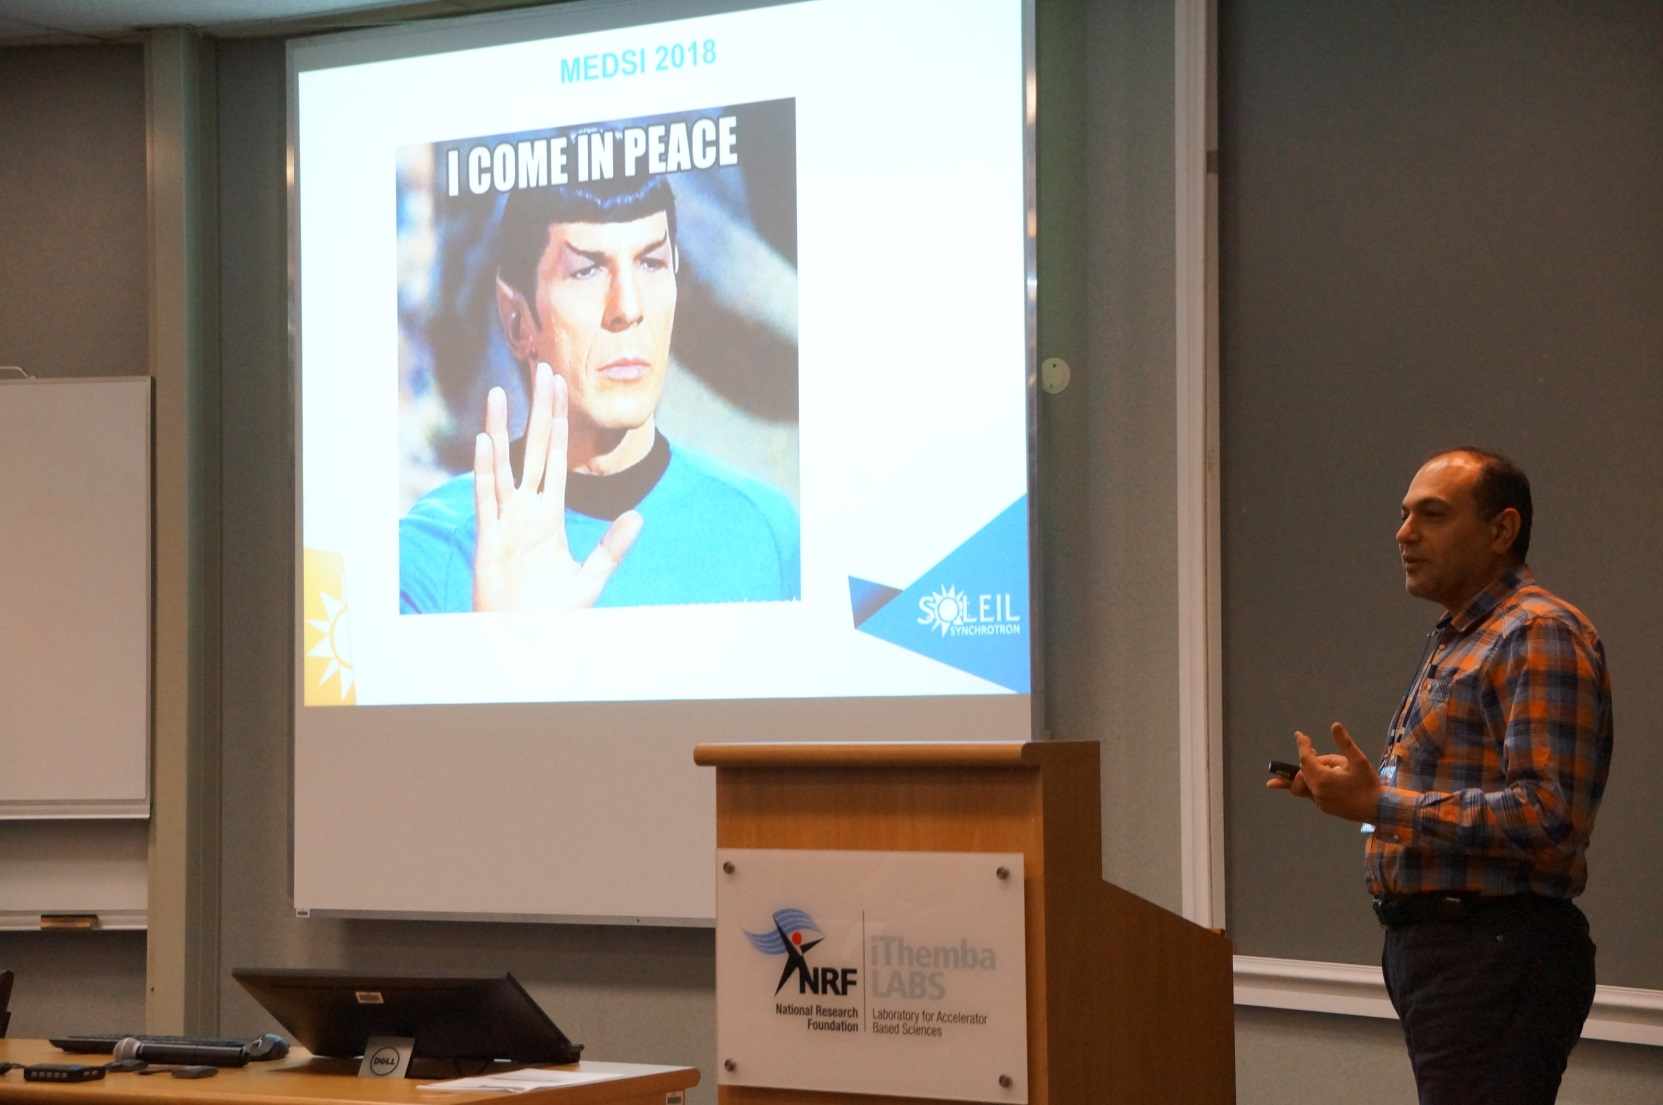 MEDSI 2018
I COME IN PEACE
SOLEIL
SYNCHROTRON
NRF
National Research
Foundation
iThemba
LABS
Laboratory for Accelerator
Based Sciences
DELL